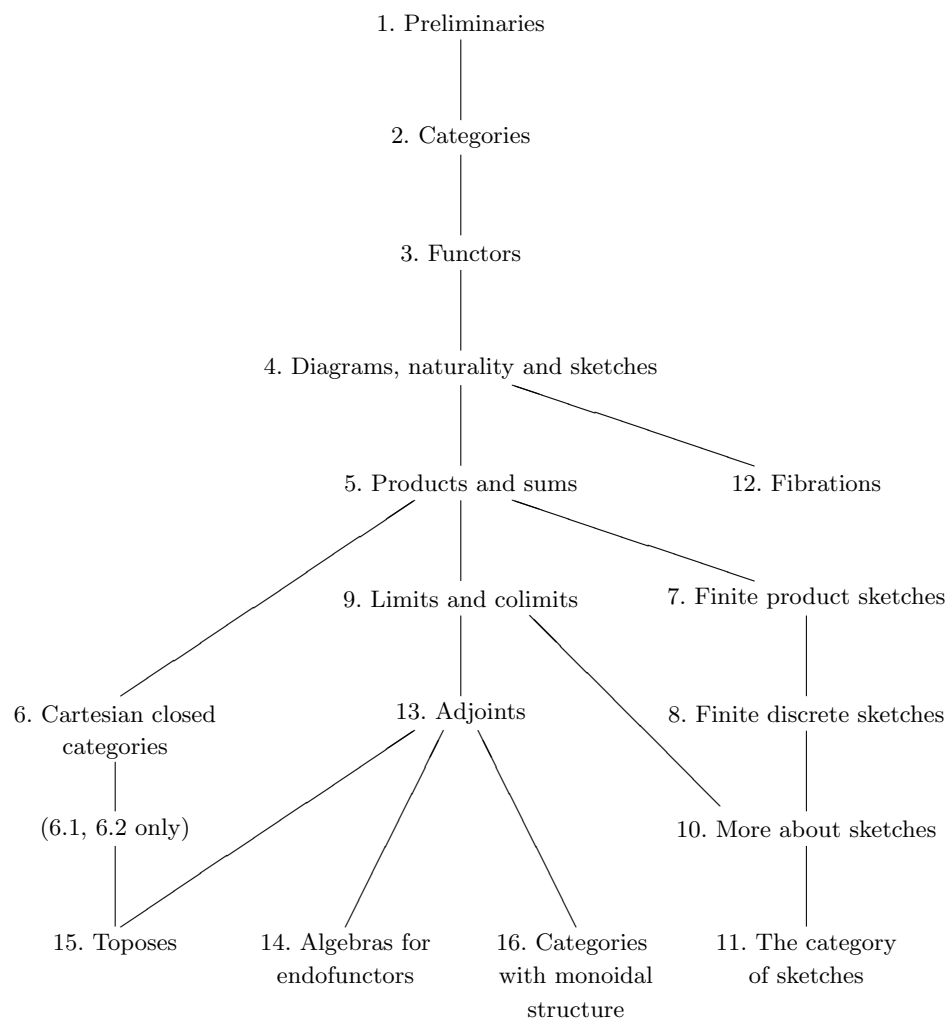 1. Preliminaries
2. Categories
3. Functors
4. Diagrams, naturality and sketches
5. Products and sums
12. Fibrations
9. Limits and colimits
7. Finite product sketches
6. Cartesian closed
categories
13. Adjoints
8. Finite discrete sketches
(6.1, 6.2 only)
10. More about sketches
15. Toposes
14. Algebras for
endofunctors
16. Categories
with monoidal
structure
11. The category
of sketches